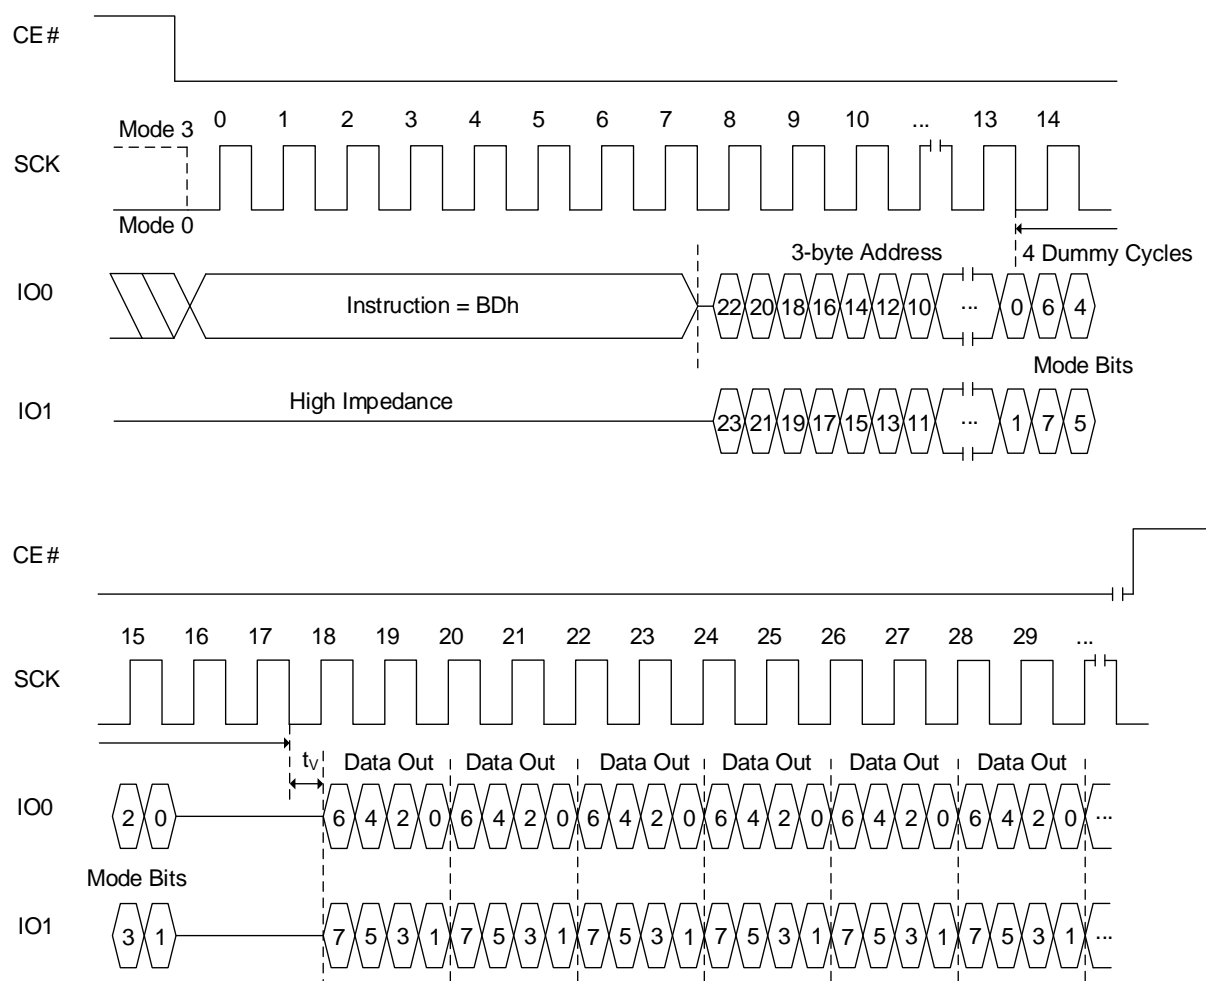 CE#
Mode 3 0 1 2 3 4 5 6 7 8 9 10 ... 13 14
SCK
Mode 0
3-byte Address 4 Dummy Cycles
IO0 Instruction = BDh 22 20 18 16 14 12 10 ... 0 6 4
Mode Bits
IO1 High Impedance 23 21 19 17 15 13 11 ... 1 7 5
CE#
15 16 17 18 19 20 21 22 23 24 25 26 27 28 29 ...
SCK
tV Data Out Data Out Data Out Data Out Data Out Data Out
IO0 2 0 6 4 2 0 6 4 2 0 6 4 2 0 6 4 2 0 6 4 2 0 6 4 2 0 ...
Mode Bits
IO1 3 1 7 5 3 1 7 5 3 1 7 5 3 1 7 5 3 1 7 5 3 1 7 5 3 1 ...